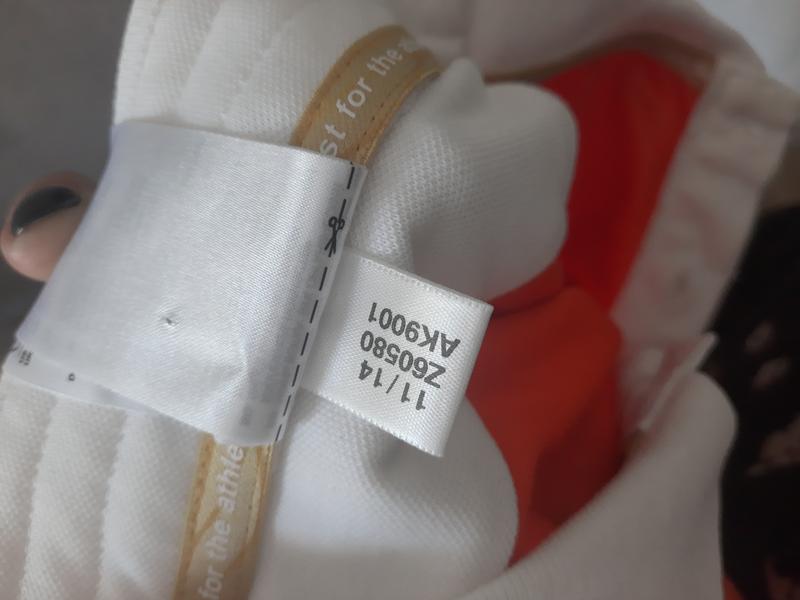 st for the a
11/14
Z60580
AK9001
for the athle